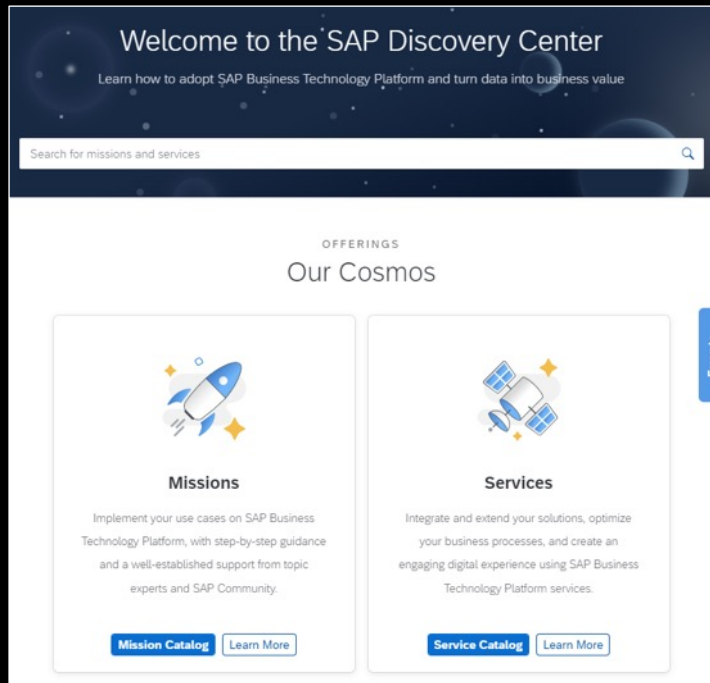 Welcome to the SAP Discovery Center
Learn how to adopt SAP Business Technology Platform and turn data into business value
Search for missions and services
OFFERINGS
Our Cosmos
Missions
Implement your use cases on SAP Business
Technology Platform, with step-by-step guidance
and a well-established support from topic
experts and SAP Community.
Mission Catalog
Learn More
Services
Integrate and extend your solutions, optimize
your business processes, and create an
engaging digital experience using SAP Business
Technology Platform services.
Service Catalog
Learn More